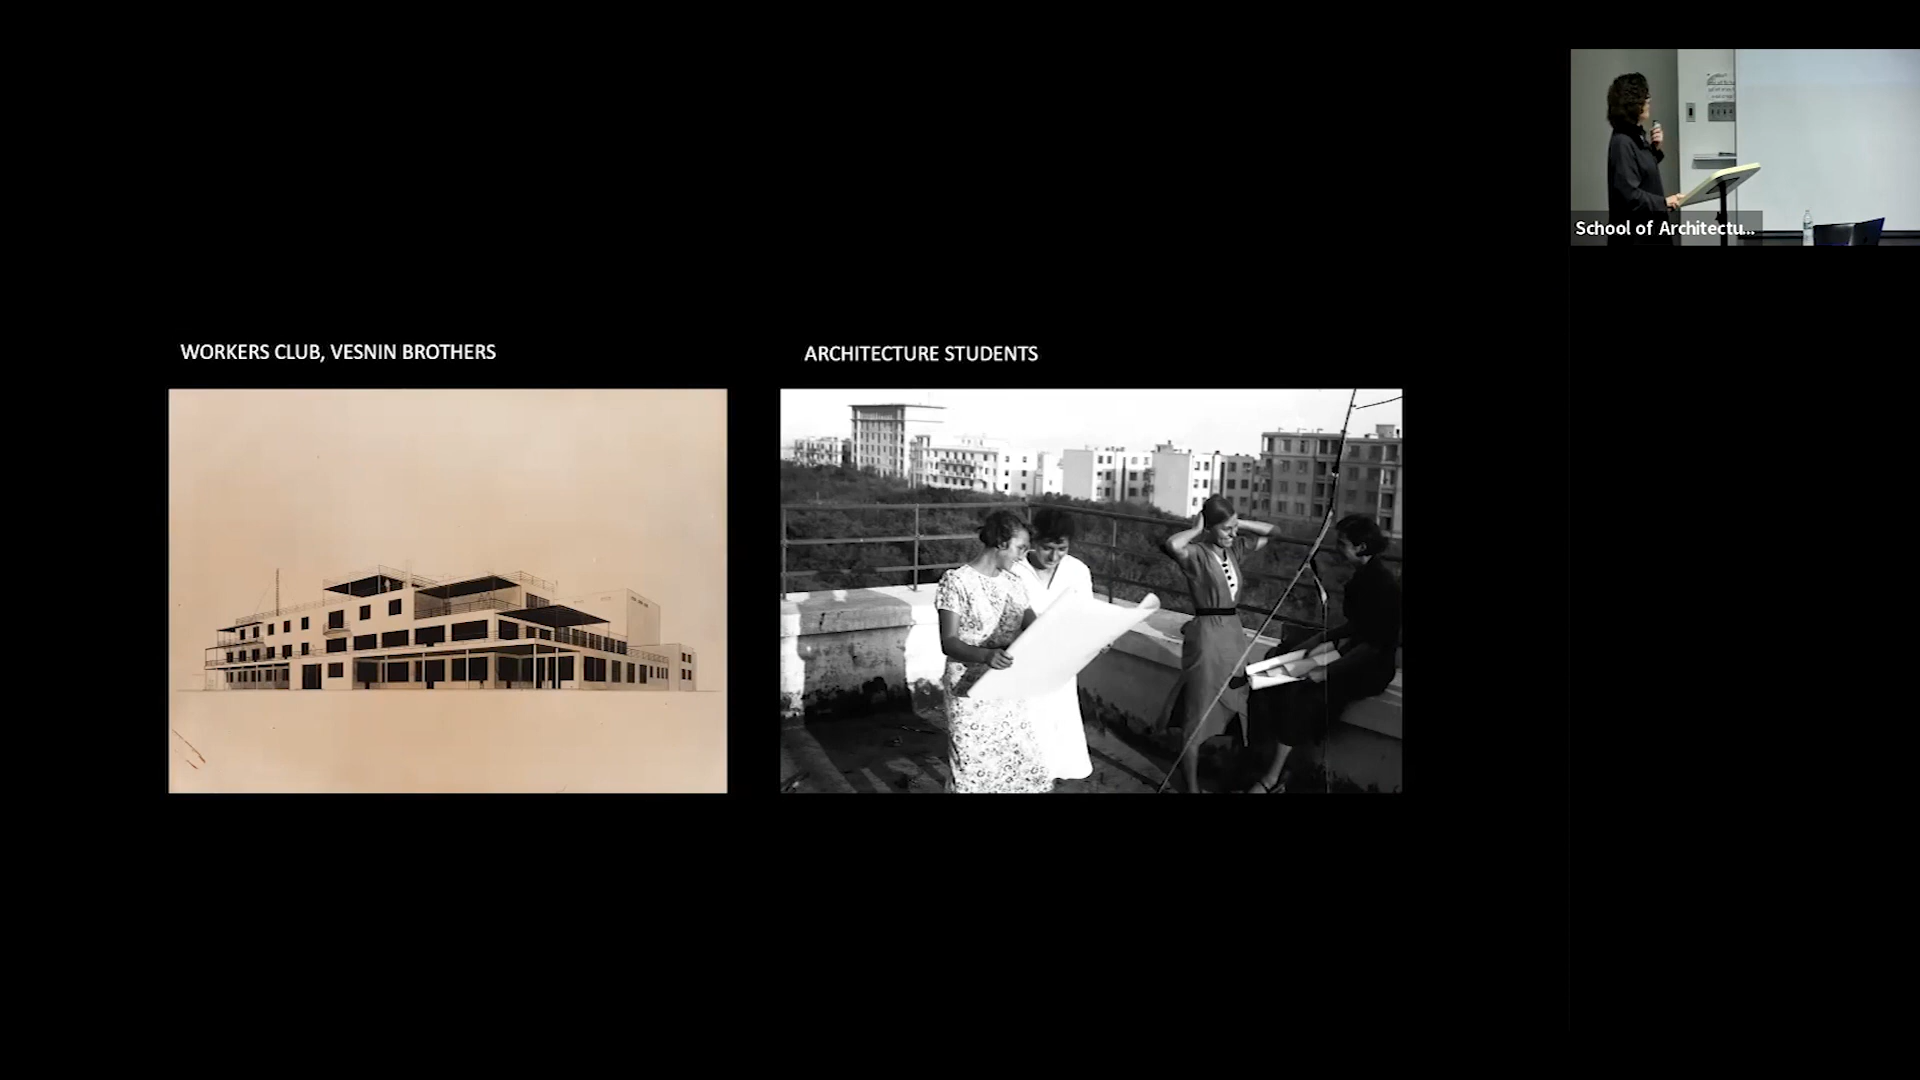 WORKERS CLUB, VESNIN BROTHERS
ARCHITECTURE STUDENTS
School of Architectu...